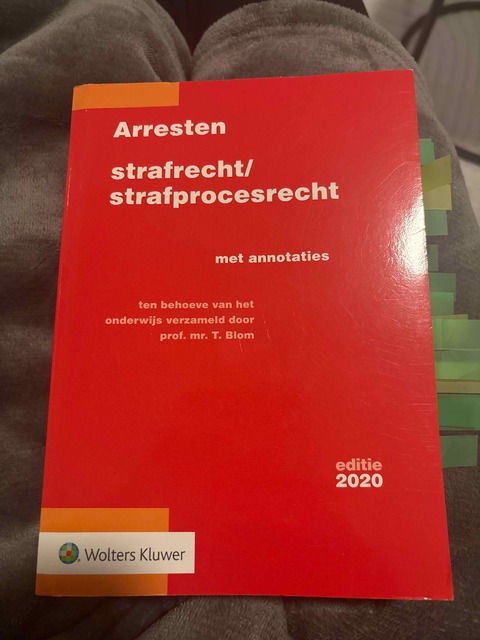 Arresten
strafrecht/
strafprocesrecht
met annotaties
ten behoeve van het
onderwijs verzameld door
prof. mr. T. Blom
editie
2020
Wolters Kluwer